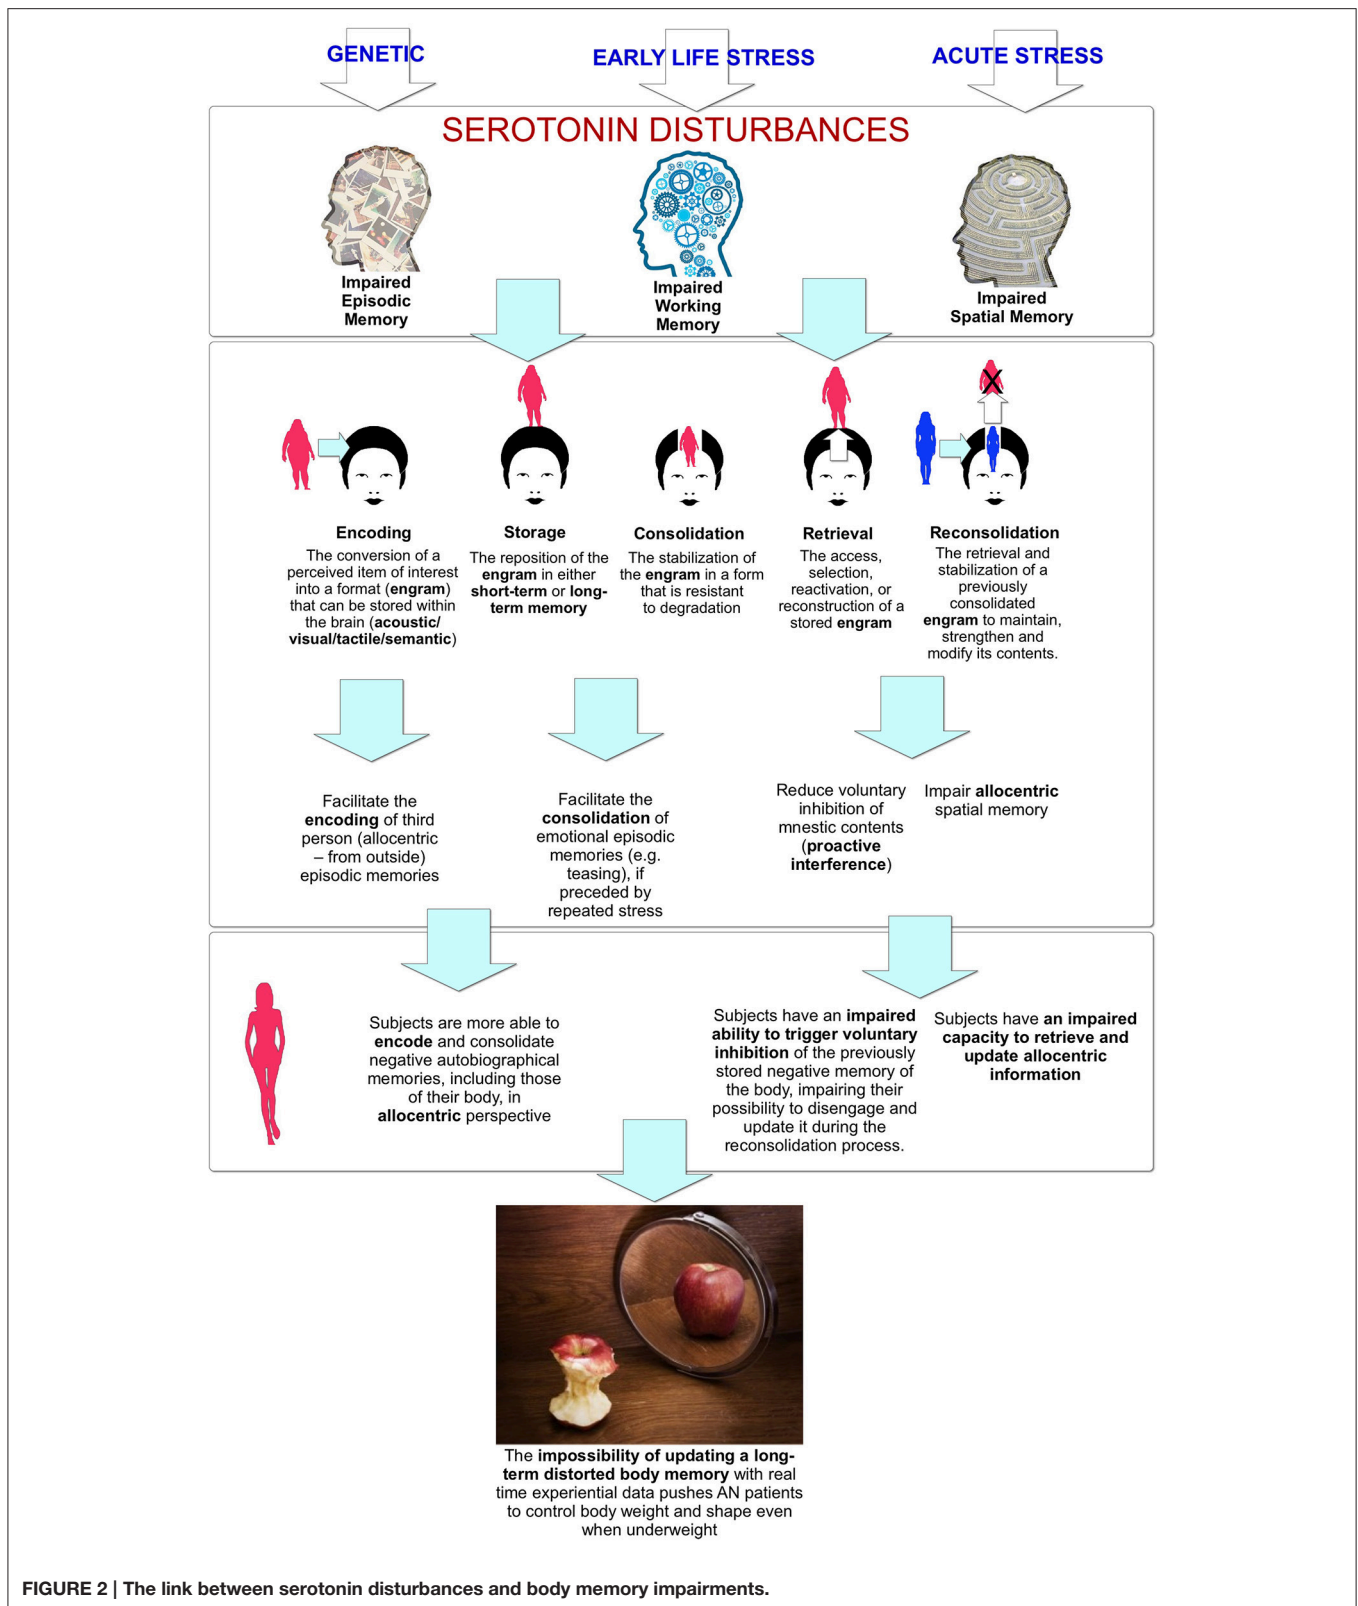 GENETIC
EARLY LIFE STRESS
ACUTE STRESS
SEROTONIN DISTURBANCES
Impaired
Episodic
Memory
Impaired
Working
Memory
Impaired
Spatial Memory
X
Encoding
The conversion of a
perceived item of interest
into a format (engram)
that can be stored within
the brain (acoustic/
visual/tactile/semantic)
Storage
The reposition of the
engram in either
short-term or long-
term memory
Consolidation
The stabilization of
the engram in a form
that is resistant
to degradation
Retrieval
The access,
selection,
reactivation, or
reconstruction of a
stored engram
Reconsolidation
The retrieval and
stabilization of a
previously
consolidated
engram to maintain,
strengthen and
modify its contents.
Facilitate the
encoding of third
person (allocentric
– from outside)
episodic memories
Facilitate the
consolidation of
emotional episodic
memories (e.g.
teasing), if
preceded by
repeated stress
Reduce voluntary
inhibition of
mnestic contents
(proactive
interference)
Impair allocentric
spatial memory
Subjects are more able to
encode and consolidate
negative autobiographical
memories, including those
of their body, in
allocentric perspective
Subjects have an impaired
ability to trigger voluntary
inhibition of the previously
stored negative memory of
the body, impairing their
possibility to disengage and
update it during the
reconsolidation process.
Subjects have an impaired
capacity to retrieve and
update allocentric
information
The impossibility of updating a long-
term distorted body memory with real
time experiential data pushes AN patients
to control body weight and shape even
when underweight
FIGURE 2 | The link between serotonin disturbances and body memory impairments.